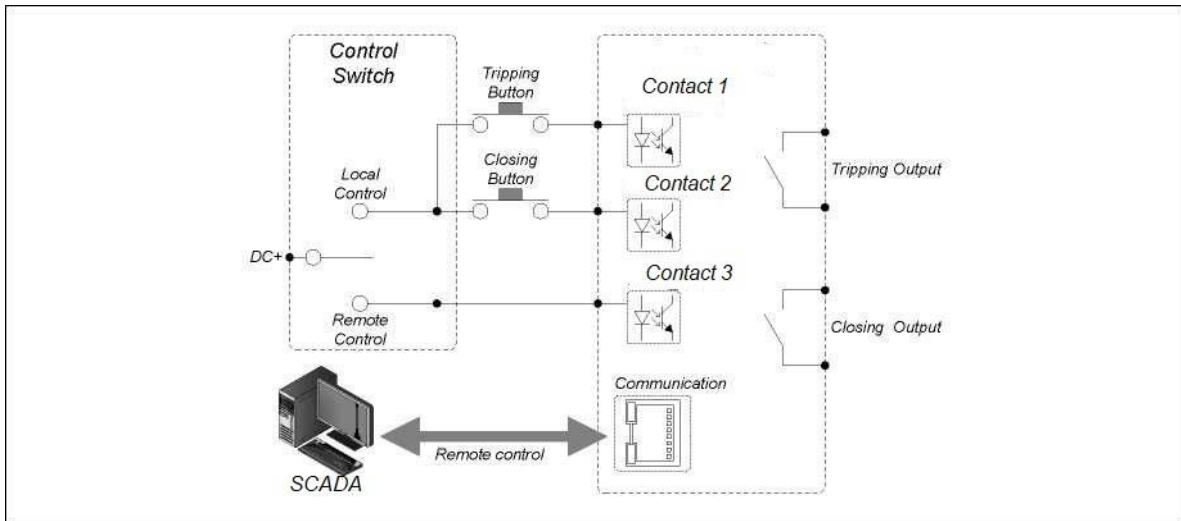 Control
Switch
Tripping
Button
Contact 1
Local
Control
Closing
Button
Contact 2
Tripping Output
DC+
Contact 3
Remote
Control
Closing Output
Communication
Remote control
SCADA